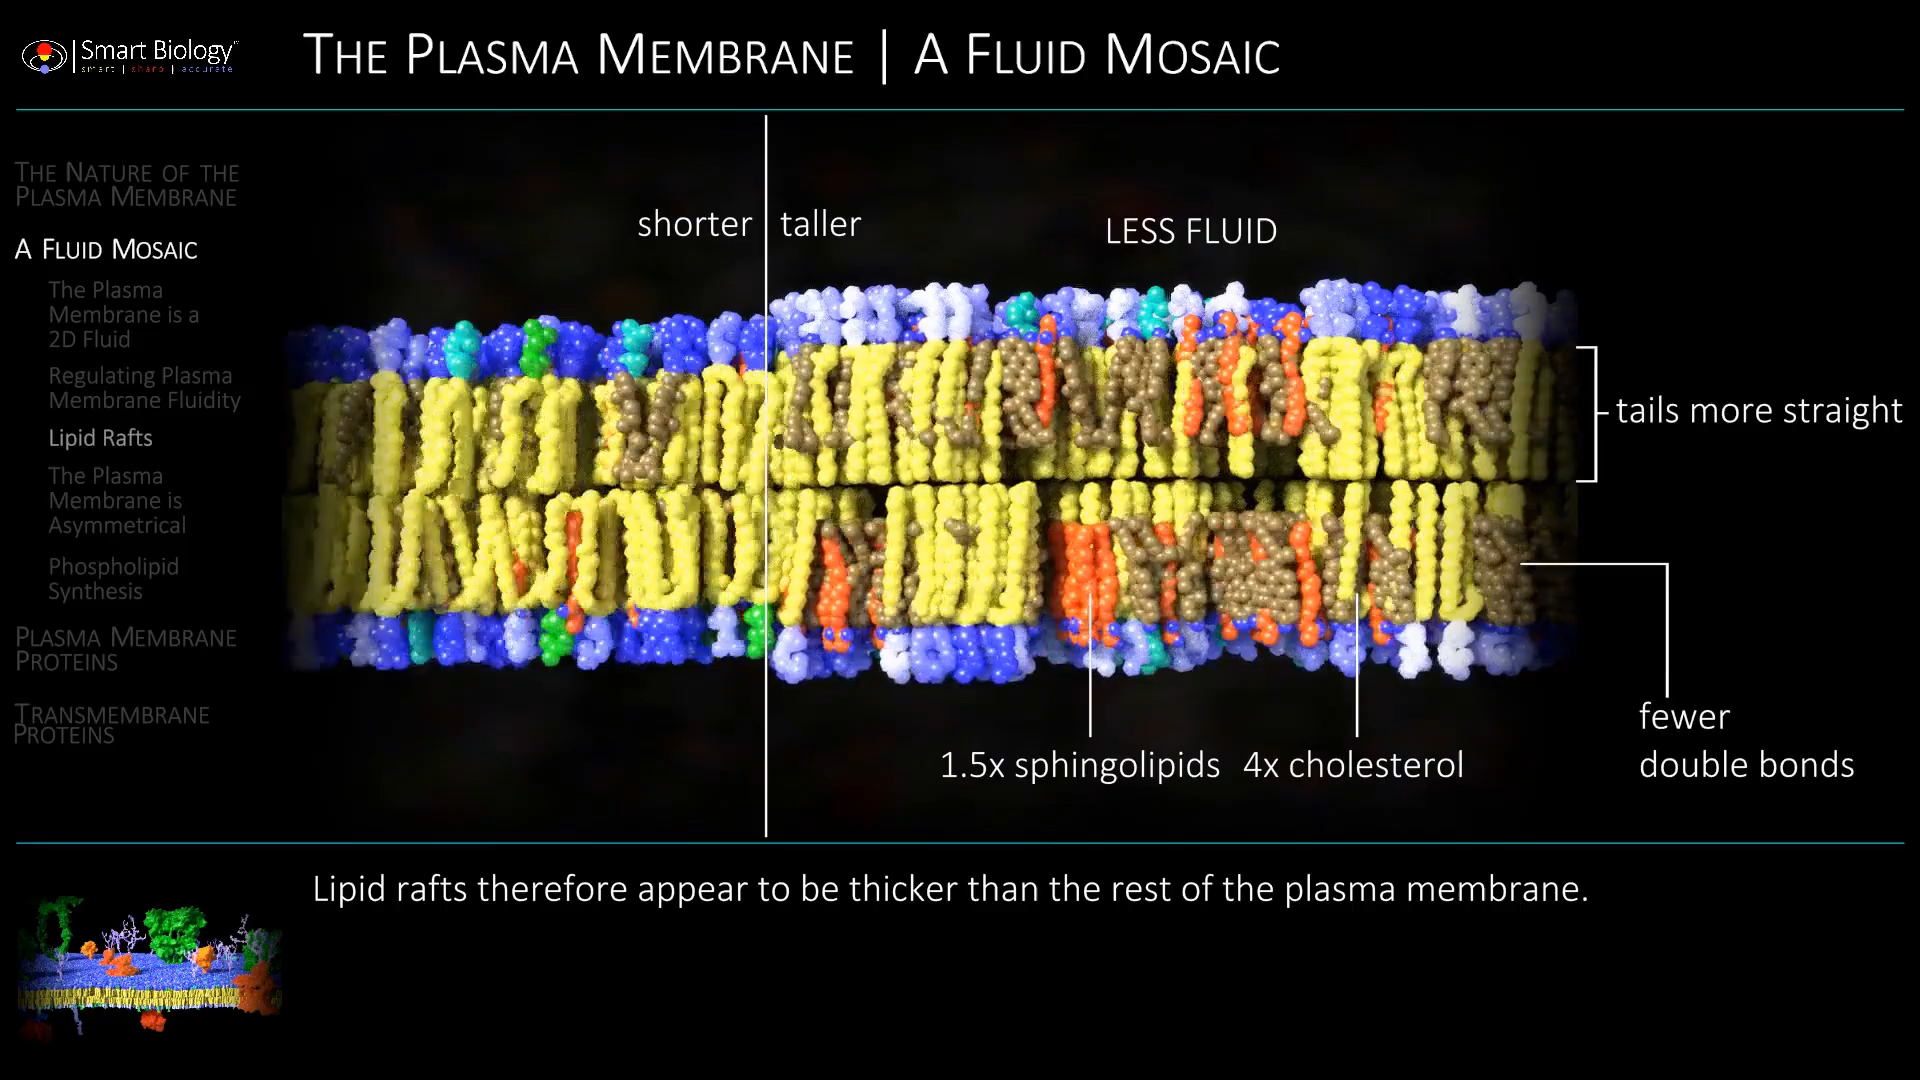 Smart Biology
smart | sharp | accurate
THE PLASMA MEMBRANE | A FLUID MOSAIC
THE NATURE OF THE
PLASMA MEMBRANE
A FLUID MOSAIC
The Plasma
Membrane is a
2D Fluid
Regulating Plasma
Membrane Fluidity
Lipid Rafts
The Plasma
Membrane is
Asymmetrical
Phospholipid
Synthesis
PLASMA MEMBRANE
PROTEINS
TRANSMEMBRANE
PROTEINS
shorter
taller
LESS FLUID
tails more straight
fewer
double bonds
1.5x sphingolipids
4x cholesterol
Lipid rafts therefore appear to be thicker than the rest of the plasma membrane.